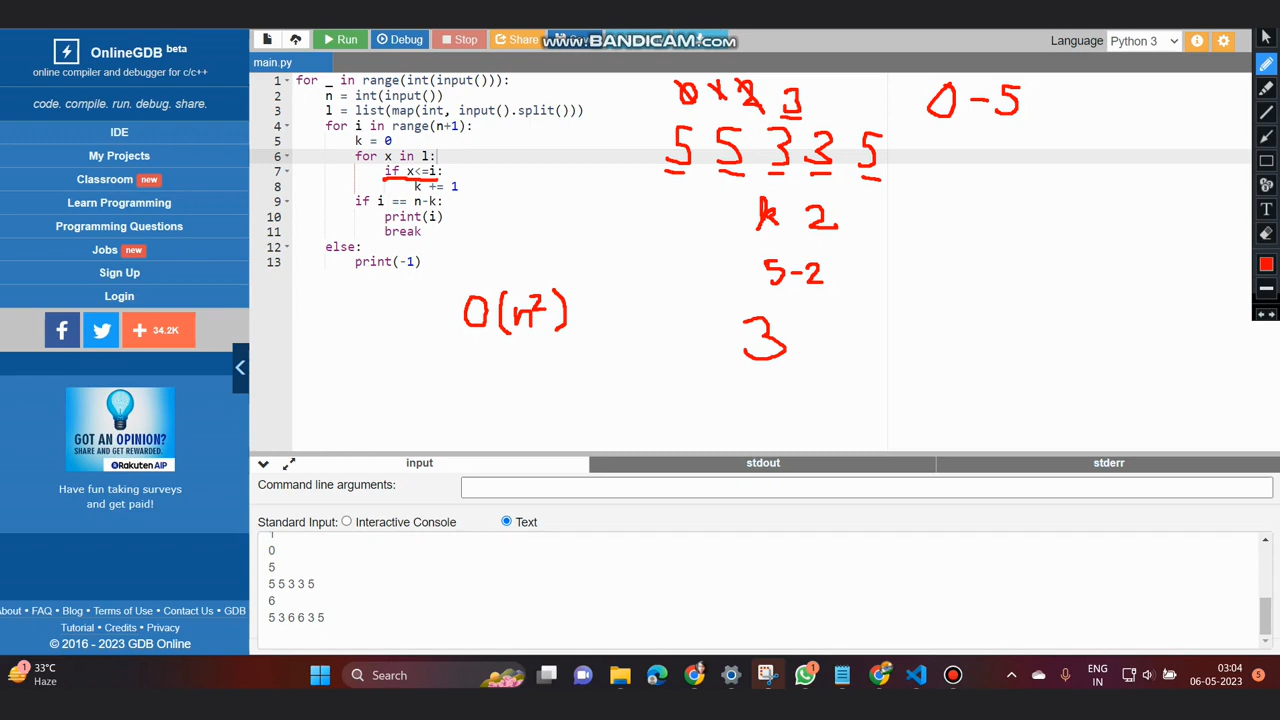 OnlineGDB beta
online compiler and debugger for c/c++
code. compile. run. debug. share.
IDE
My Projects
Classroom new
Learn Programming
Programming Questions
Jobs new
Sign Up
Login
f
+ 34.2K
GOT AN OPINION?
SHARE AND GET REWARDED.
Rakuten AIP
Have fun taking surveys
and get paid!
About • FAQ • Blog • Terms of Use • Contact Us • GDB
Tutorial • Credits • Privacy
© 2016 - 2023 GDB Online
Run
Debug
Stop
Share
www.BANDICAM.com
Language Python 3
main.py
1 for _ in range(int(input())):
2 n = int(input())
3 l = list(map(int, input().split()))
4 for i in range(n+1):
5 k = 0
6 for x in l:
7 if x<=i:
8 k += 1
9 if i == n-k:
10 print(i)
11 break
12 else:
13 print(-1)
0 1 2 3
5 5 3 3 5
k 2
5-2
3
0-5
O(n²)
input
stdout
stderr
Command line arguments:
Standard Input: Interactive Console Text
1
0
5
5 5 3 3 5
6
5 3 6 6 3 5
1
33°C
Haze
Search
1
ENG
IN
03:04
06-05-2023
5